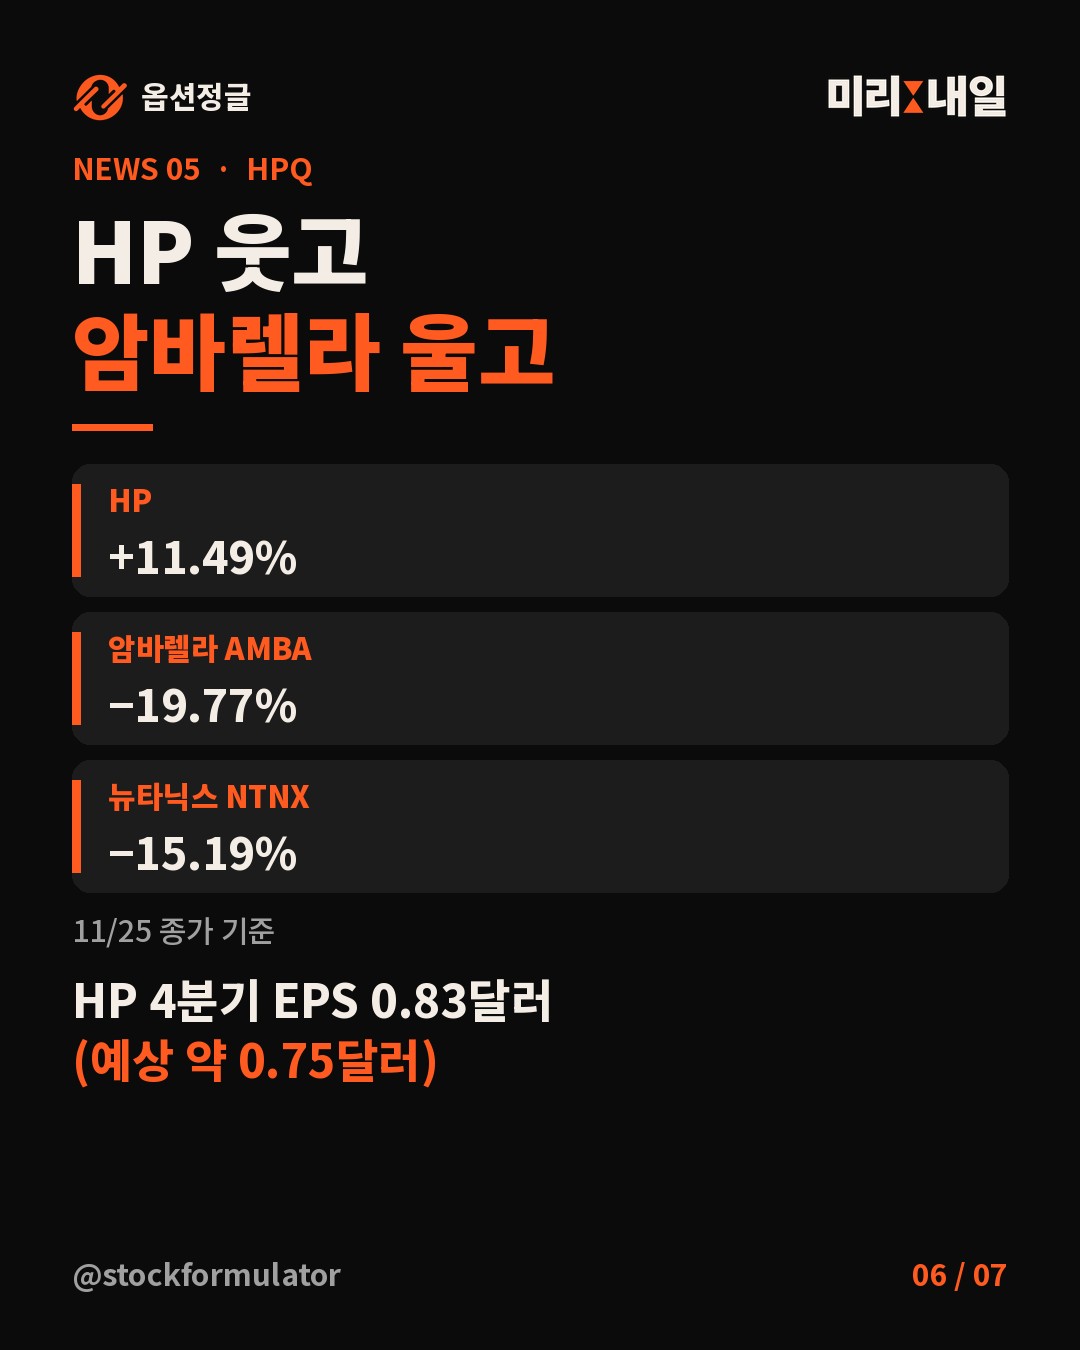 옵션정글
미리 내일
NEWS 05 · HPQ
HP 웃고
암바렐라 울고
HP
+11.49%
암바렐라 AMBA
−19.77%
뉴타닉스 NTNX
−15.19%
11/25 종가 기준
HP 4분기 EPS 0.83달러
(예상 약 0.75달러)
@stockformulator
06 / 07